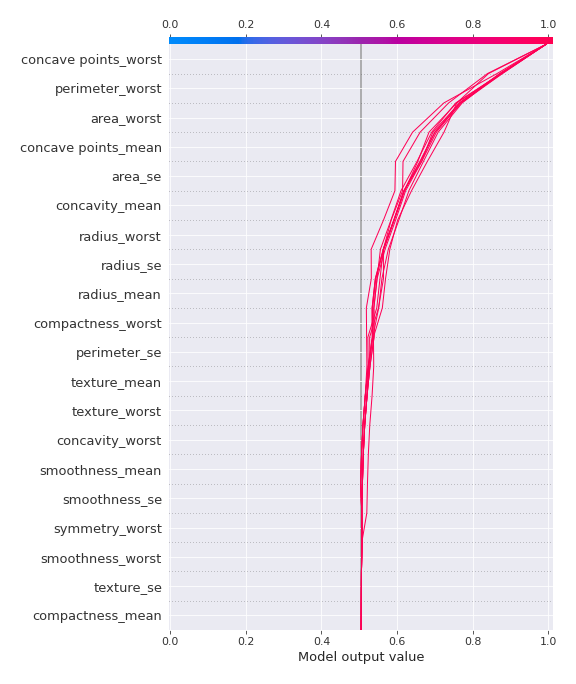 0.0 0.2 0.4 0.6 0.8 1.0
concave points_worst
perimeter_worst
area_worst
concave points_mean
area_se
concavity_mean
radius_worst
radius_se
radius_mean
compactness_worst
perimeter_se
texture_mean
texture_worst
concavity_worst
smoothness_mean
smoothness_se
symmetry_worst
smoothness_worst
texture_se
compactness_mean
0.0 0.2 0.4 0.6 0.8 1.0
Model output value